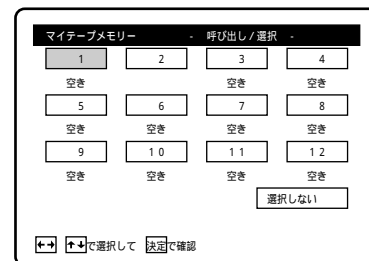 マイテープメモリー - 呼び出し / 選択 -
1 2 3 4
空き 空き 空き
5 6 7 8
空き 空き 空き 空き
9 10 11 12
空き 空き 空き 空き
選択しない
←→ ↑↓で選択して 決定で確認